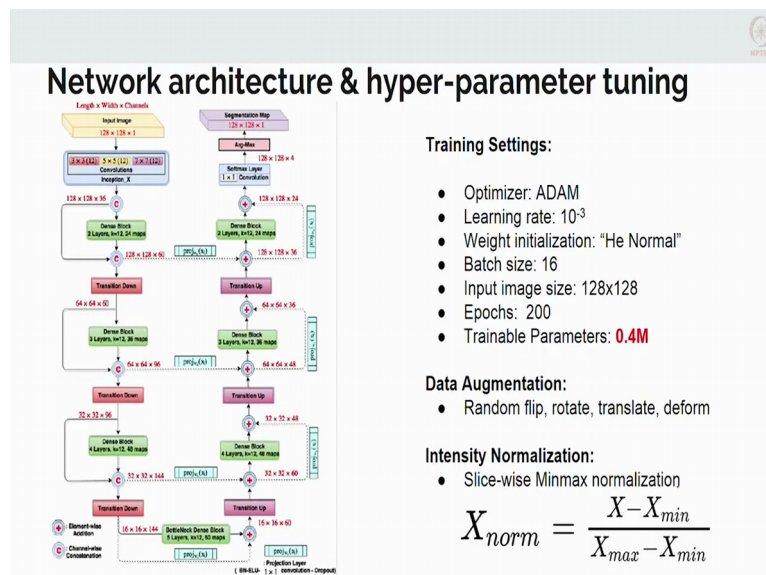 NPTEL
Network architecture & hyper-parameter tuning
Length x Width x Channels
Input Image
128 × 128 × 1
3 × 3 (12) 5 × 5 (12) 7 × 7 (12)
Convolutions
Inception_X
128 × 128 × 36
C
Dense Block
3 Layers, k=12, 24 maps
C
128 × 128 × 60
Transition Down
64 × 64 × 60
Dense Block
3 Layers, k=12, 36 maps
C
64 × 64 × 96
Transition Down
32 × 32 × 96
Dense Block
4 Layers, k=12, 48 maps
C
32 × 32 × 144
Transition Down
16 × 16 × 144
BottleNeck Dense Block
5 Layers, k=12, 60 maps
Segmentation Map
128 × 128 × 1
Arg-Max
128 × 128 × 4
Softmax Layer
1 × 1 Convolution
128 × 128 × 24
+
Dense Block
2 Layers, k=12, 24 maps
+
128 × 128 × 36
Transition Up
64 × 64 × 36
+
Dense Block
3 Layers, k=12, 36 maps
+
64 × 64 × 48
Transition Up
32 × 32 × 48
+
Dense Block
4 Layers, k=12, 48 maps
+
32 × 32 × 60
Transition Up
+
16 × 16 × 60
+ : Element-wise
Addition
C : Channel-wise
Concatenation
: Projection Layer
( BN-ELU- 1 × 1 convolution - Dropout)
Training Settings:
● Optimizer: ADAM
● Learning rate: 10-3
● Weight initialization: “He Normal”
● Batch size: 16
● Input image size: 128x128
● Epochs: 200
● Trainable Parameters: 0.4M
Data Augmentation:
● Random flip, rotate, translate, deform
Intensity Normalization:
● Slice-wise Minmax normalization
Xnorm = X−Xmin / Xmax−Xmin